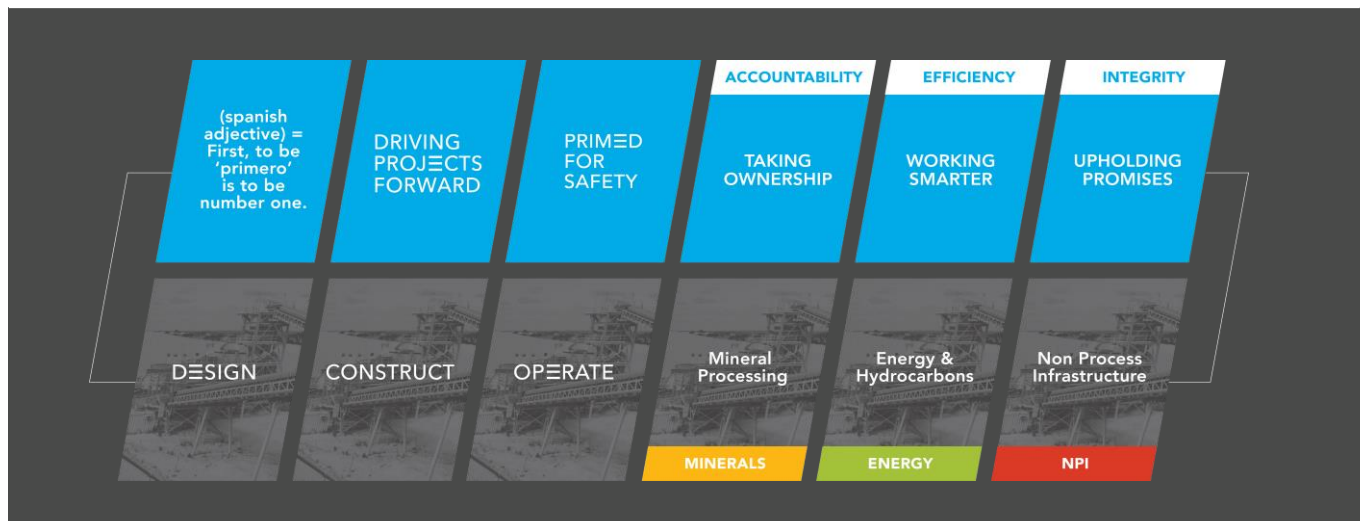 (spanish
adjective) =
First, to be
'primero'
is to be
number one.
DRIVING
PROJECTS
FORWARD
PRIMED
FOR
SAFETY
ACCOUNTABILITY
TAKING
OWNERSHIP
EFFICIENCY
WORKING
SMARTER
INTEGRITY
UPHOLDING
PROMISES
DESIGN
CONSTRUCT
OPERATE
Mineral
Processing
MINERALS
Energy &
Hydrocarbons
ENERGY
Non Process
Infrastructure
NPI